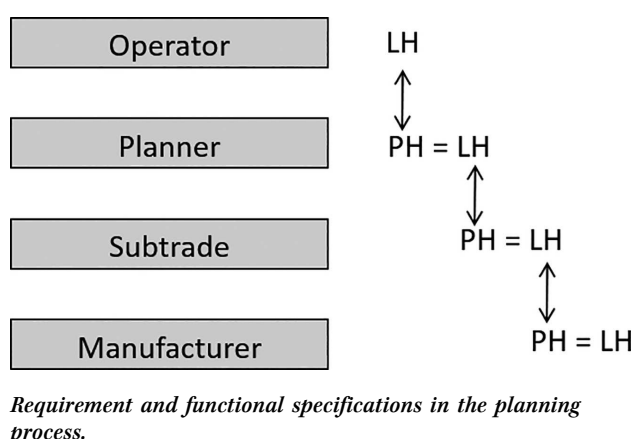 Operator LH
Planner PH = LH
Subtrade PH = LH
Manufacturer PH = LH
Requirement and functional specifications in the planning
process.